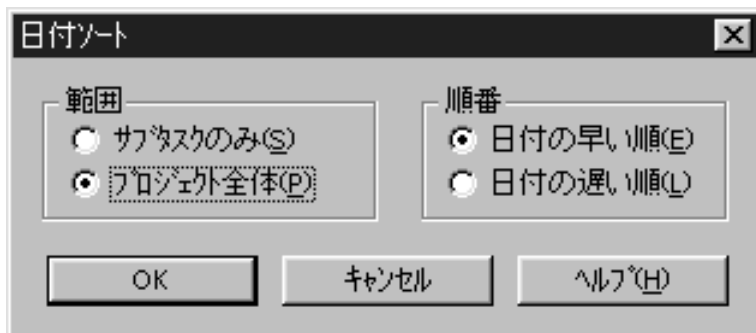 日付ソート
範囲
サブタスクのみ(S)
プロジェクト全体(P)
順番
日付の早い順(E)
日付の遅い順(L)
OK
キャンセル
ヘルプ(H)